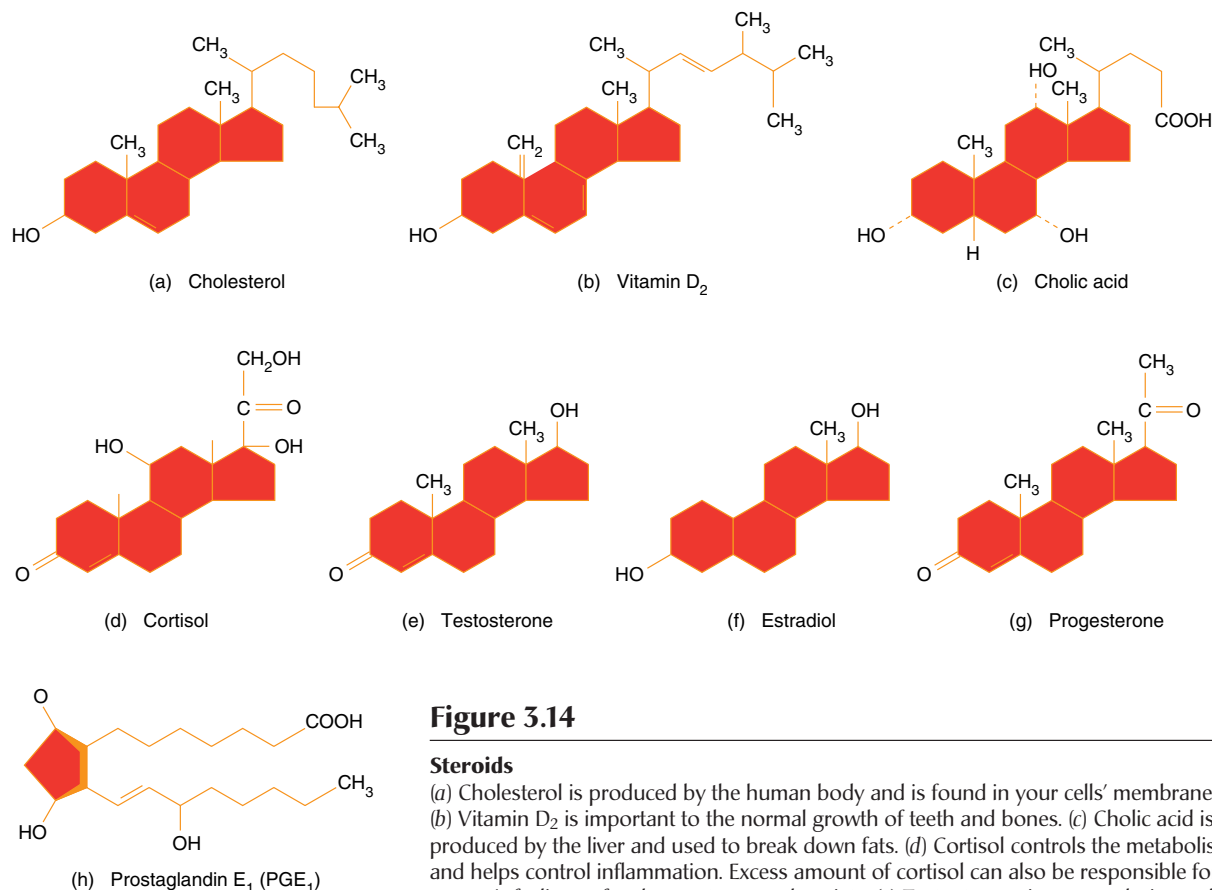 CH₃
CH₃
CH₃
CH₃
CH₃
HO
(a) Cholesterol
CH₃
CH₃
CH₃
CH₃
CH₃
CH₂
HO
(b) Vitamin D₂
CH₃
HO
CH₃
COOH
CH₃
HO
OH
H
(c) Cholic acid
CH₂OH
C
O
HO
OH
O
(d) Cortisol
OH
CH₃
CH₃
O
(e) Testosterone
OH
CH₃
HO
(f) Estradiol
CH₃
C
O
CH₃
CH₃
O
(g) Progesterone
O
COOH
CH₃
HO
OH
(h) Prostaglandin E₁ (PGE₁)
Figure 3.14
Steroids
(a) Cholesterol is produced by the human body and is found in your cells’ membrane
(b) Vitamin D₂ is important to the normal growth of teeth and bones. (c) Cholic acid is
produced by the liver and used to break down fats. (d) Cortisol controls the metabolis
and helps control inflammation. Excess amount of cortisol can also be responsible fo